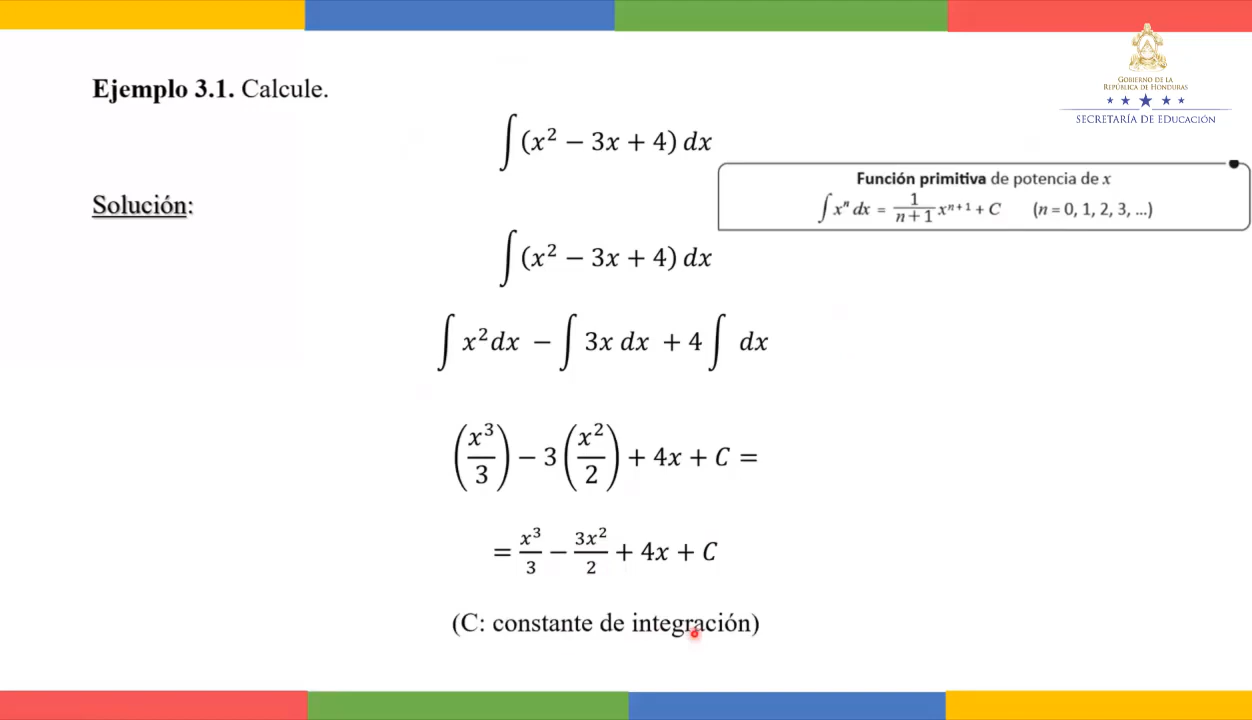 GOBIERNO DE LA
REPÚBLICA DE HONDURAS
SECRETARÍA DE EDUCACIÓN
Ejemplo 3.1. Calcule.
∫(x² − 3x + 4) dx
Función primitiva de potencia de x
∫xⁿ dx = 1/(n+1) xⁿ⁺¹ + C (n = 0, 1, 2, 3, ...)
Solución:
∫(x² − 3x + 4) dx
∫ x²dx − ∫ 3x dx + 4 ∫ dx
(x³/3) − 3 (x²/2) + 4x + C =
= x³/3 − 3x²/2 + 4x + C
(C: constante de integración)